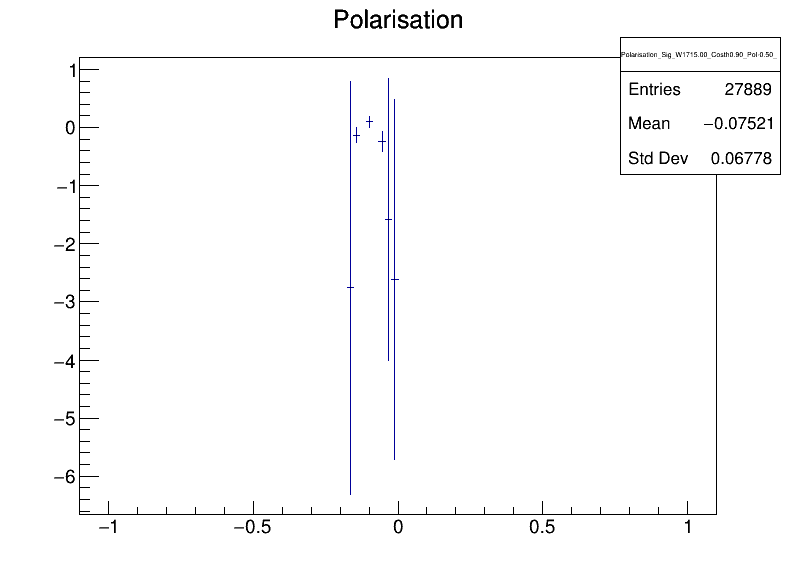 Polarisation
Polarisation_Sig_W1715.00_Costh0.90_Pol-0.50_
Entries 27889
Mean −0.07521
Std Dev 0.06778
1
0
−1
−2
−3
−4
−5
−6
−1 −0.5 0 0.5 1